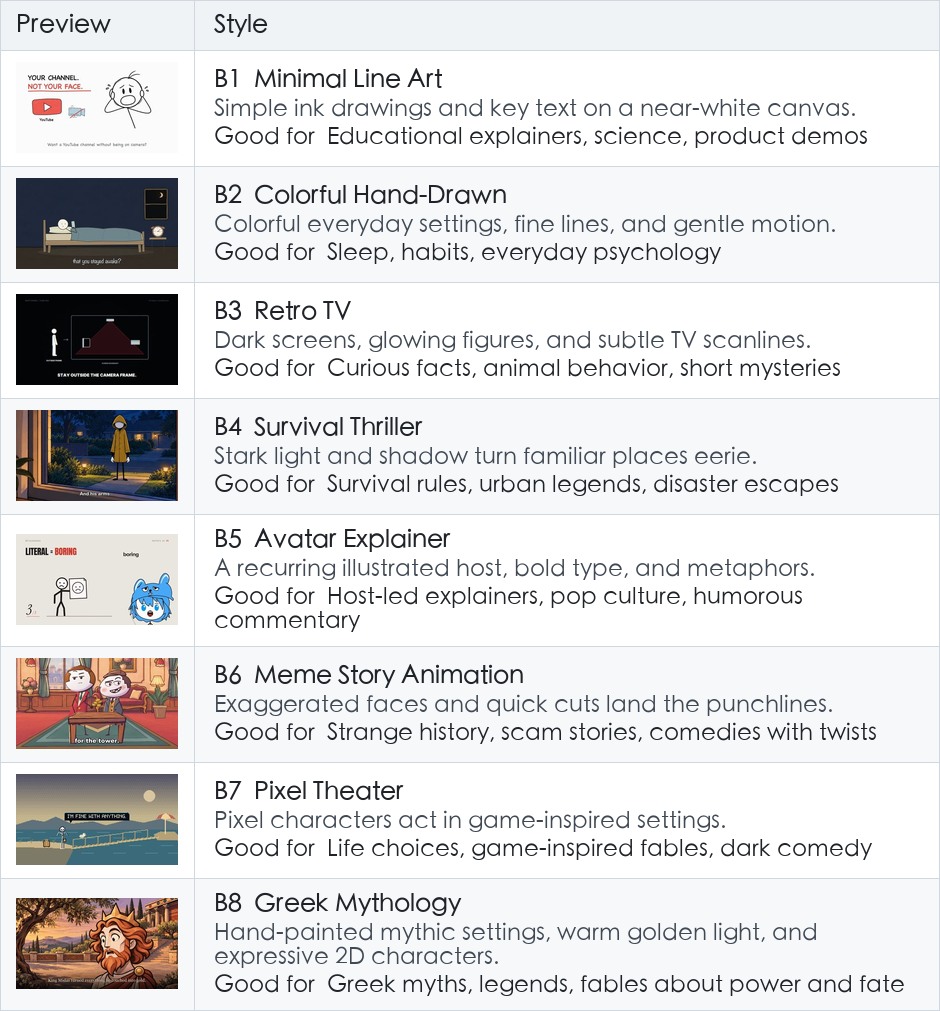 Preview
Style
YOUR CHANNEL.
NOT YOUR FACE.
YouTube
Want a YouTube channel without being on camera?
B1 Minimal Line Art
Simple ink drawings and key text on a near-white canvas.
Good for Educational explainers, science, product demos
that you stayed awake?
B2 Colorful Hand-Drawn
Colorful everyday settings, fine lines, and gentle motion.
Good for Sleep, habits, everyday psychology
STAY OUTSIDE THE CAMERA FRAME.
B3 Retro TV
Dark screens, glowing figures, and subtle TV scanlines.
Good for Curious facts, animal behavior, short mysteries
And his arms
B4 Survival Thriller
Stark light and shadow turn familiar places eerie.
Good for Survival rules, urban legends, disaster escapes
LITERAL = BORING
boring
3
B5 Avatar Explainer
A recurring illustrated host, bold type, and metaphors.
Good for Host-led explainers, pop culture, humorous
commentary
for the tower.
B6 Meme Story Animation
Exaggerated faces and quick cuts land the punchlines.
Good for Strange history, scam stories, comedies with twists
I'M FINE WITH ANYTHING.
B7 Pixel Theater
Pixel characters act in game-inspired settings.
Good for Life choices, game-inspired fables, dark comedy
B8 Greek Mythology
Hand-painted mythic settings, warm golden light, and
expressive 2D characters.
Good for Greek myths, legends, fables about power and fate